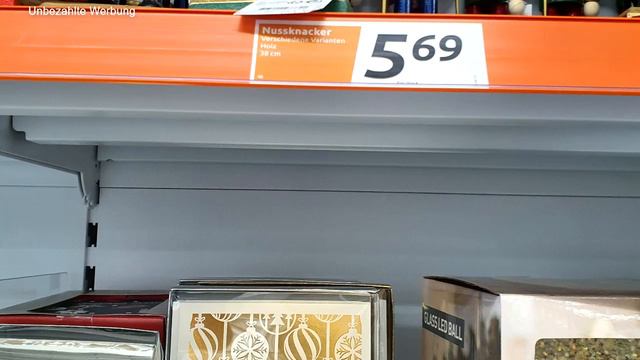 Unbezahlte Werbung
Nussknacker
Verschiedene Varianten
Holz
38 cm
5 69
GLASS LED BALL